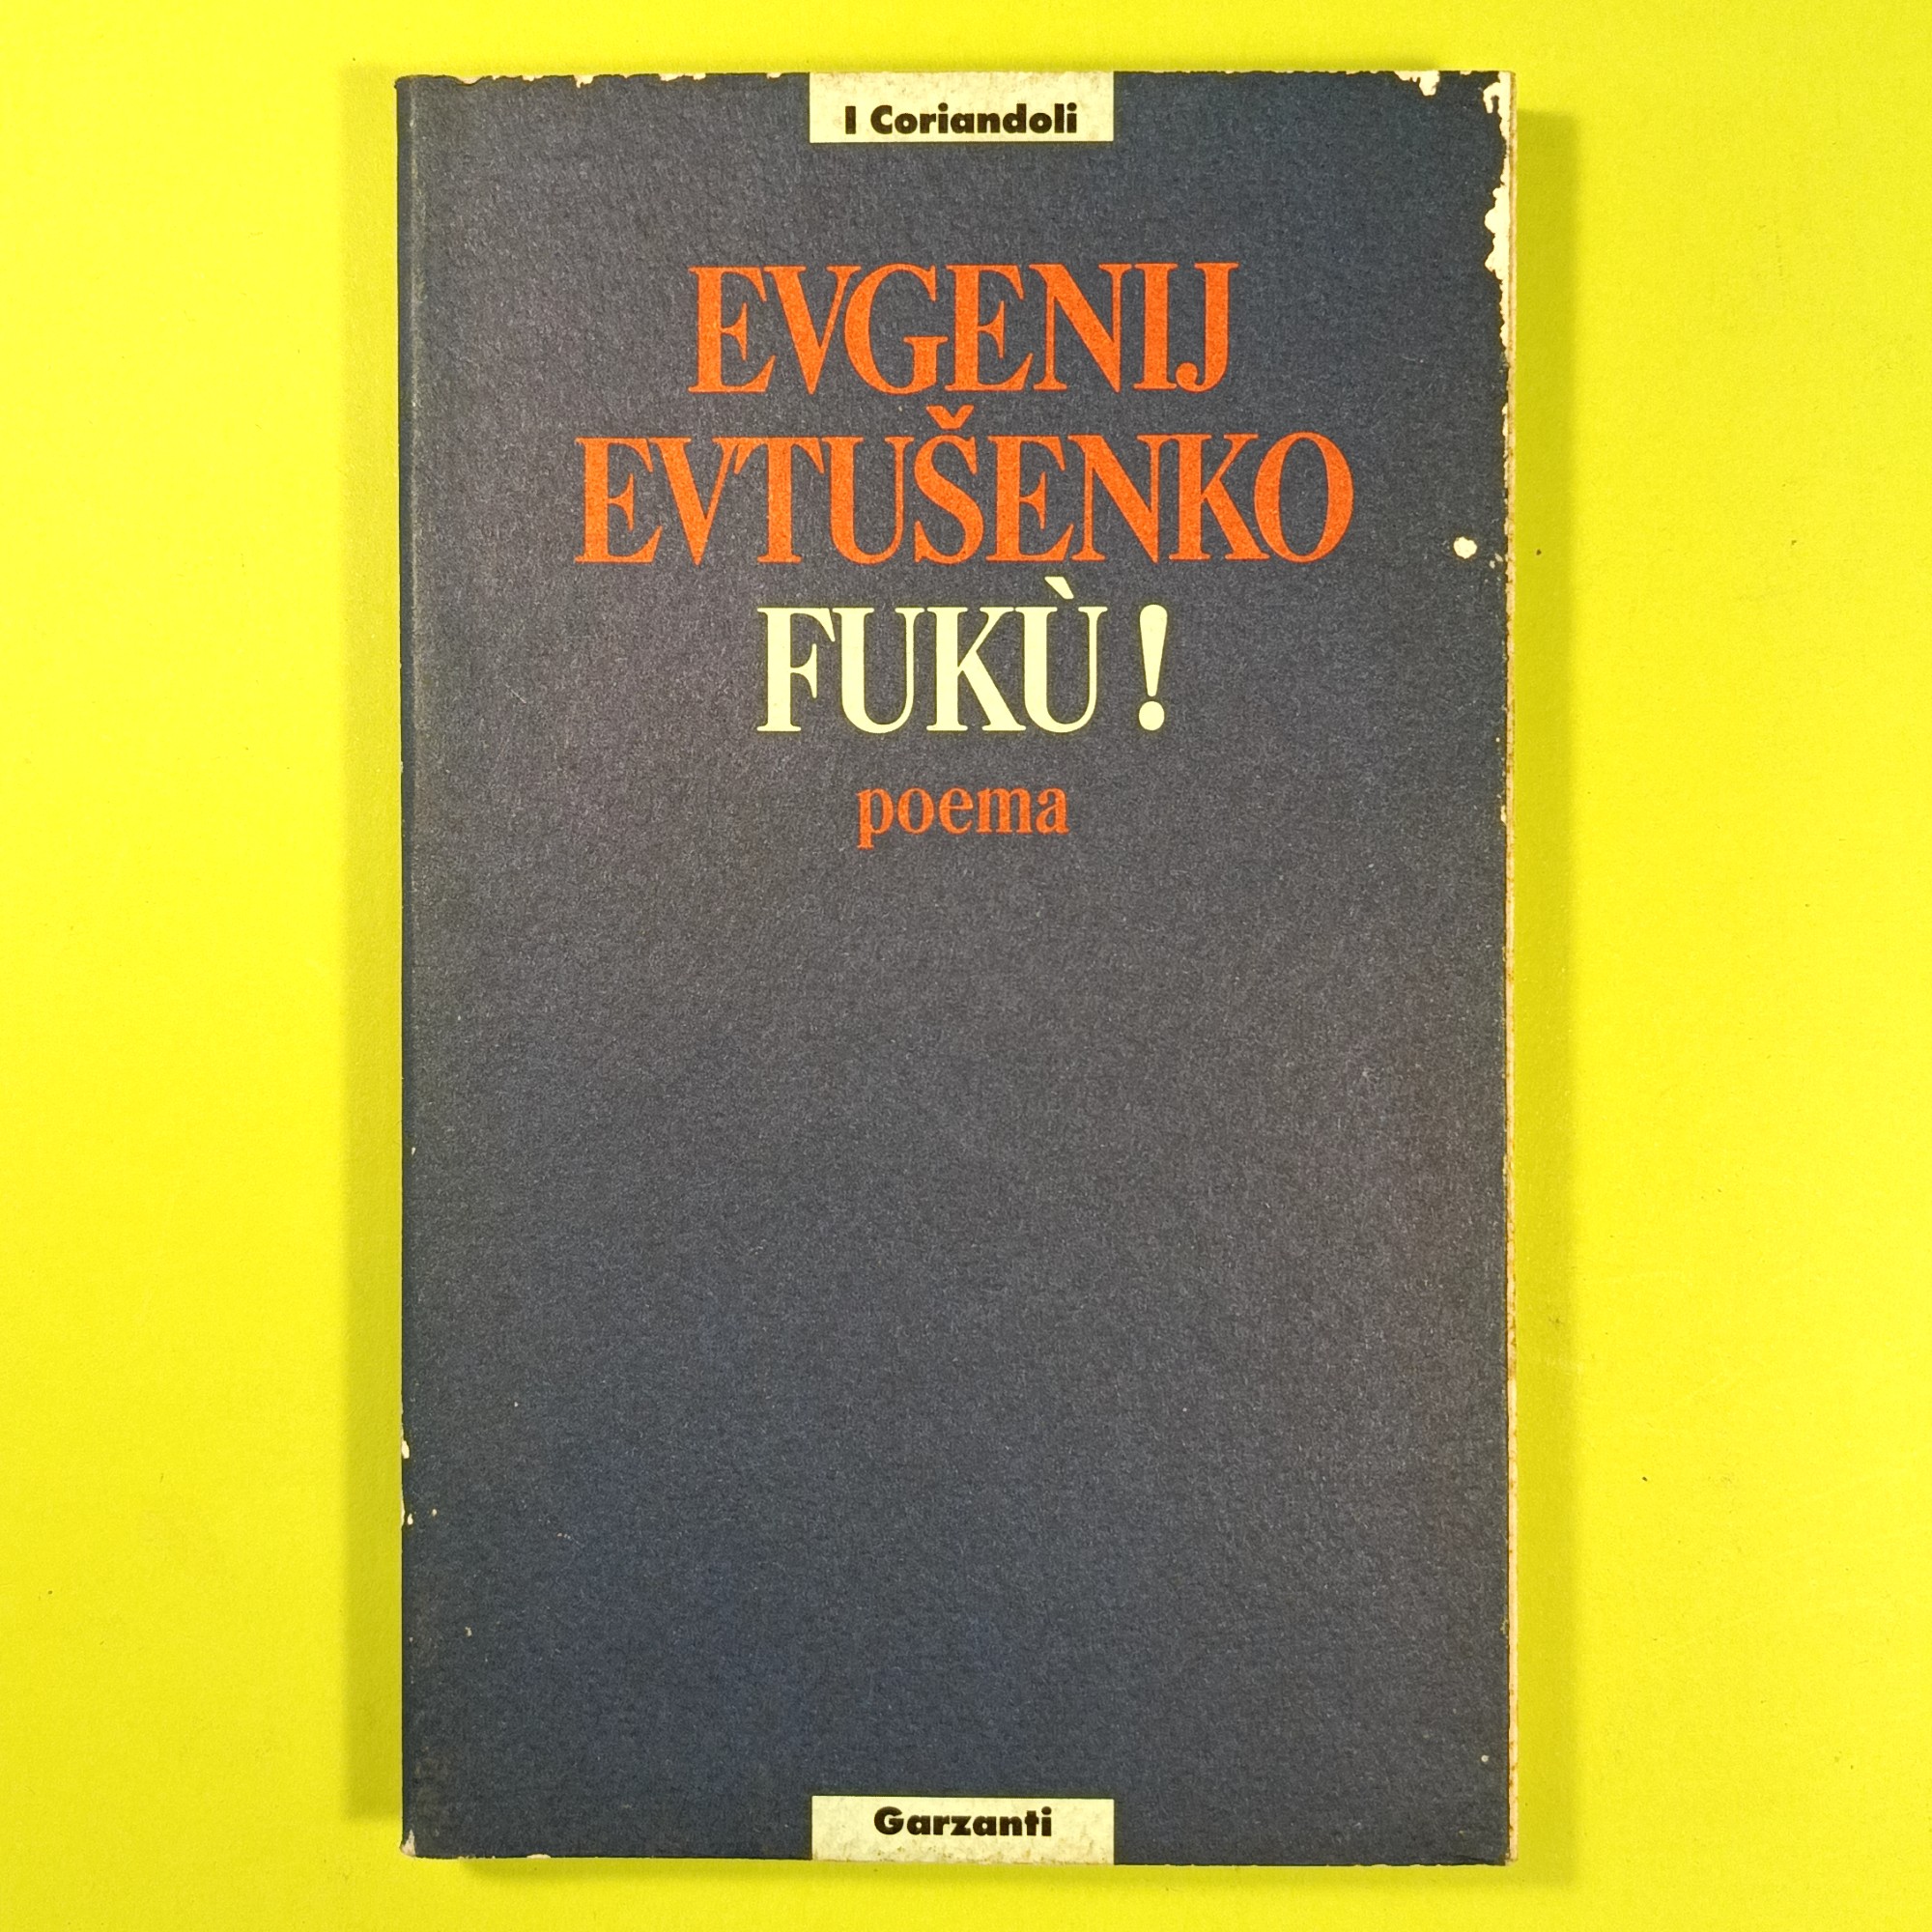 I Coriandoli
EVGENIJ
EVTUŠENKO
FUKÙ !
poema
Garzanti